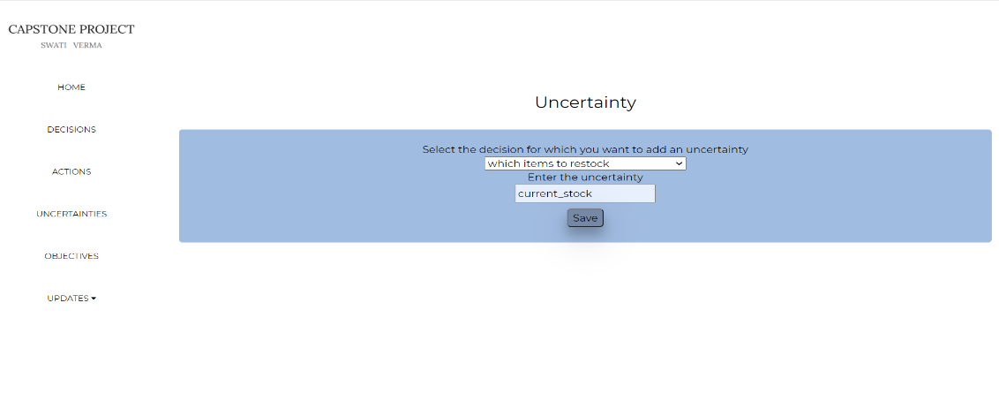 CAPSTONE PROJECT
SWATI VERMA
HOME
DECISIONS
ACTIONS
UNCERTAINTIES
OBJECTIVES
UPDATES
Uncertainty
Select the decision for which you want to add an uncertainty
which items to restock
Enter the uncertainty
current_stock
Save